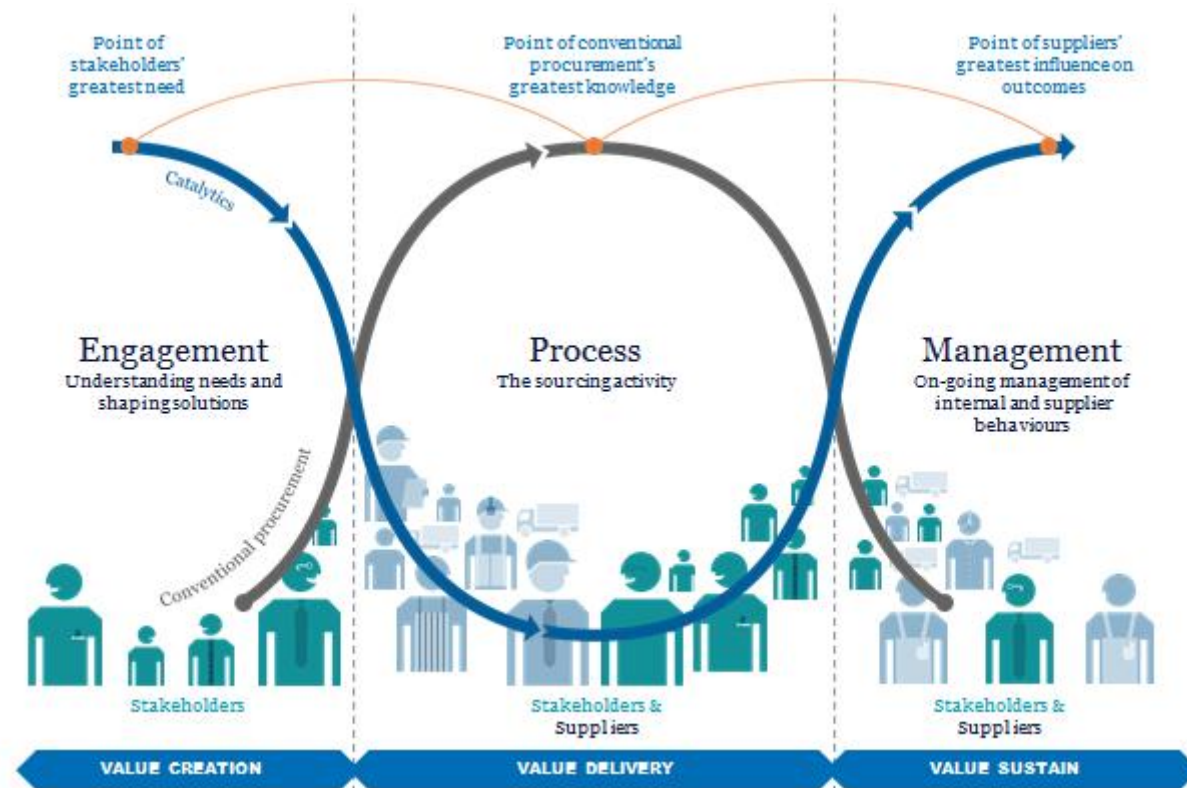 Point of
stakeholders'
greatest need
Point of conventional
procurement's
greatest knowledge
Point of suppliers'
greatest influence on
outcomes
Catalytics
Engagement
Understanding needs and
shaping solutions
Process
The sourcing activity
Management
On-going management of
internal and supplier
behaviours
Conventional procurement
Stakeholders
Stakeholders &
Suppliers
Stakeholders &
Suppliers
VALUE CREATION
VALUE DELIVERY
VALUE SUSTAIN